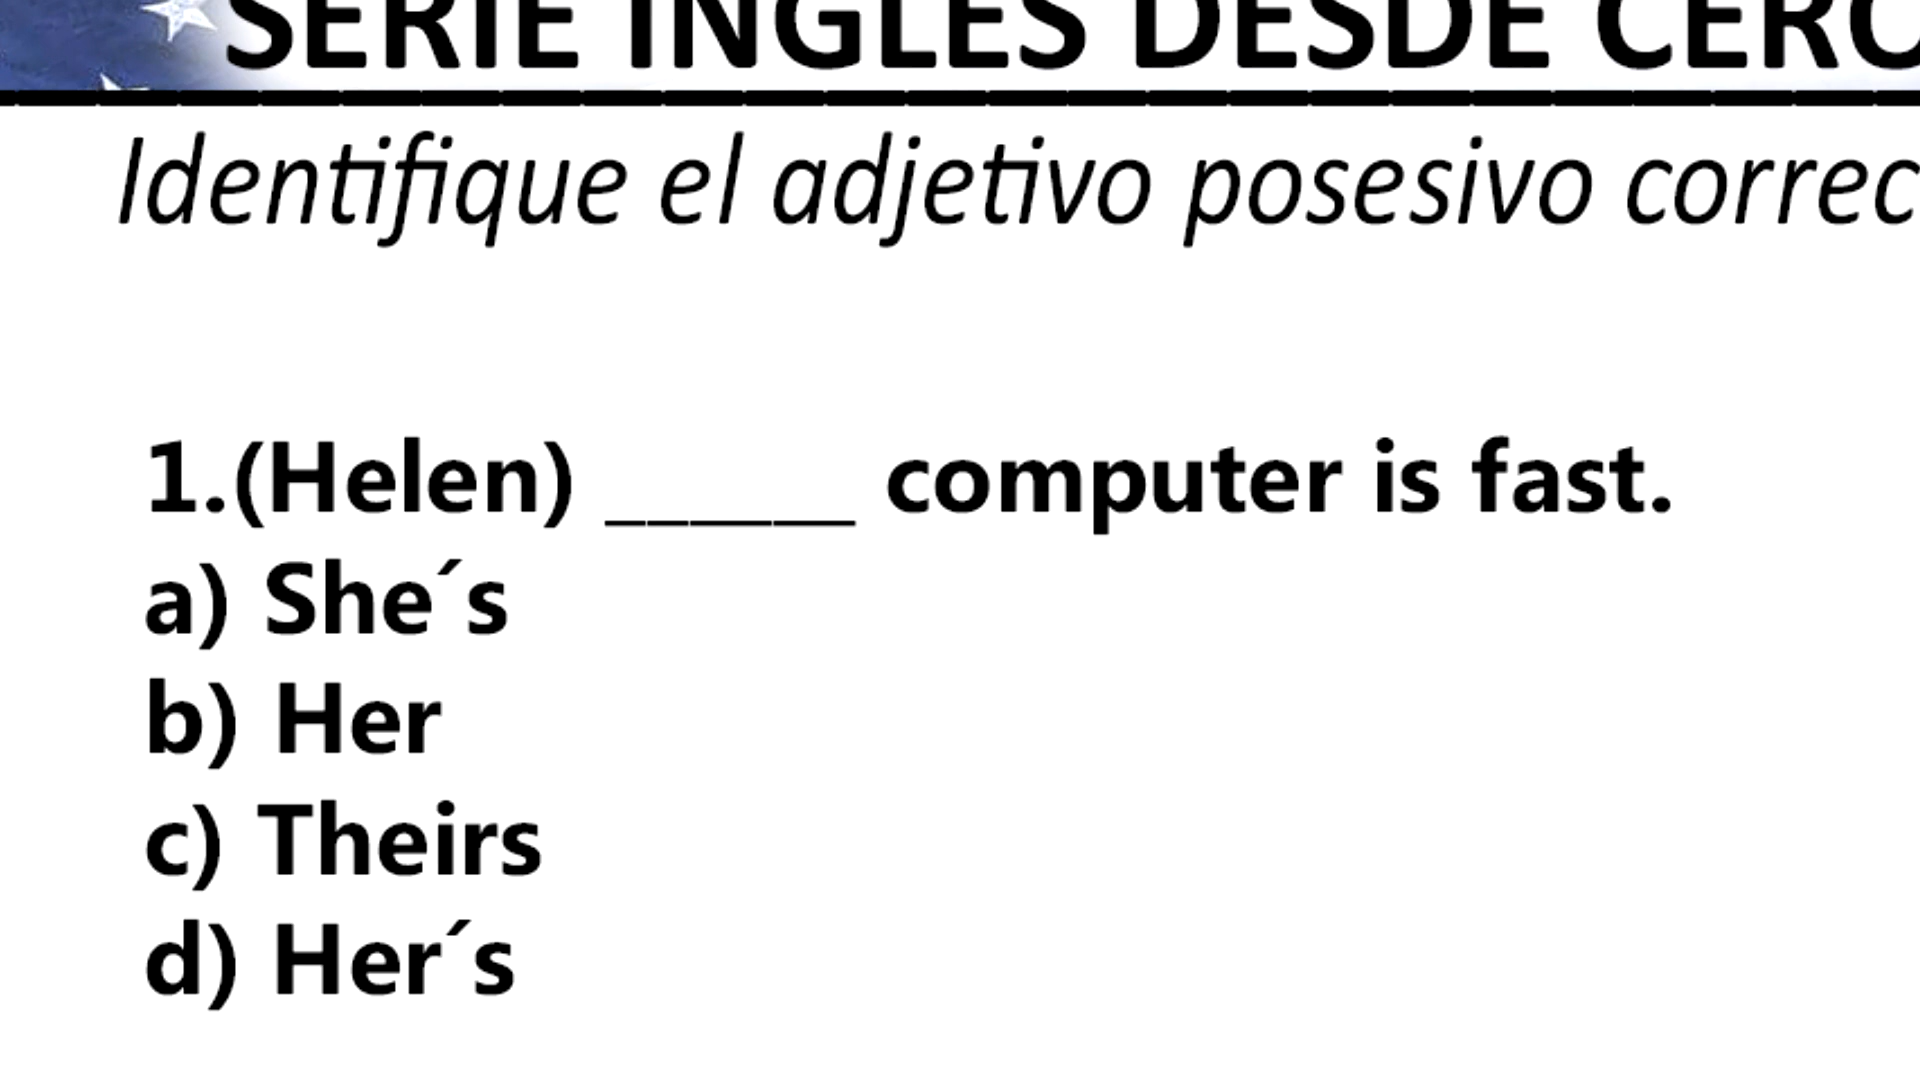 SERIE INGLES DESDE CERO
Identifique el adjetivo posesivo correc
1.(Helen) ______ computer is fast.
a) She´s
b) Her
c) Theirs
d) Her´s